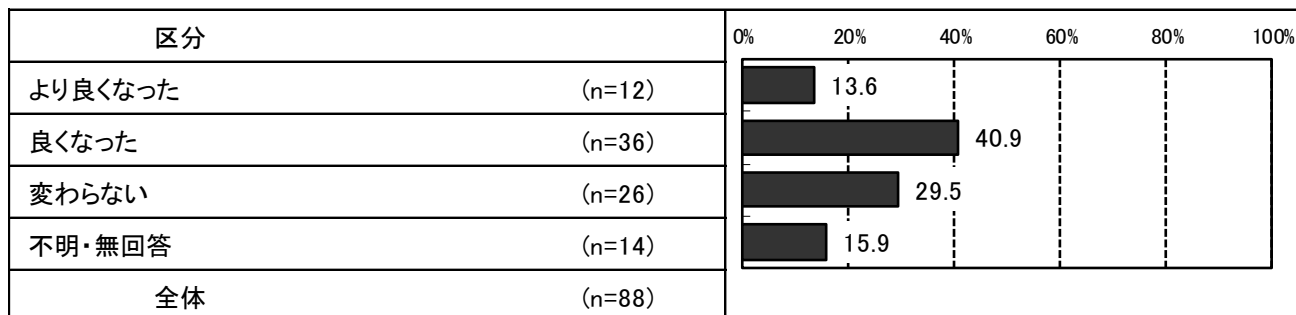 区分
0% 20% 40% 60% 80% 100%
より良くなった (n=12) 13.6
良くなった (n=36) 40.9
変わらない (n=26) 29.5
不明・無回答 (n=14) 15.9
全体 (n=88)